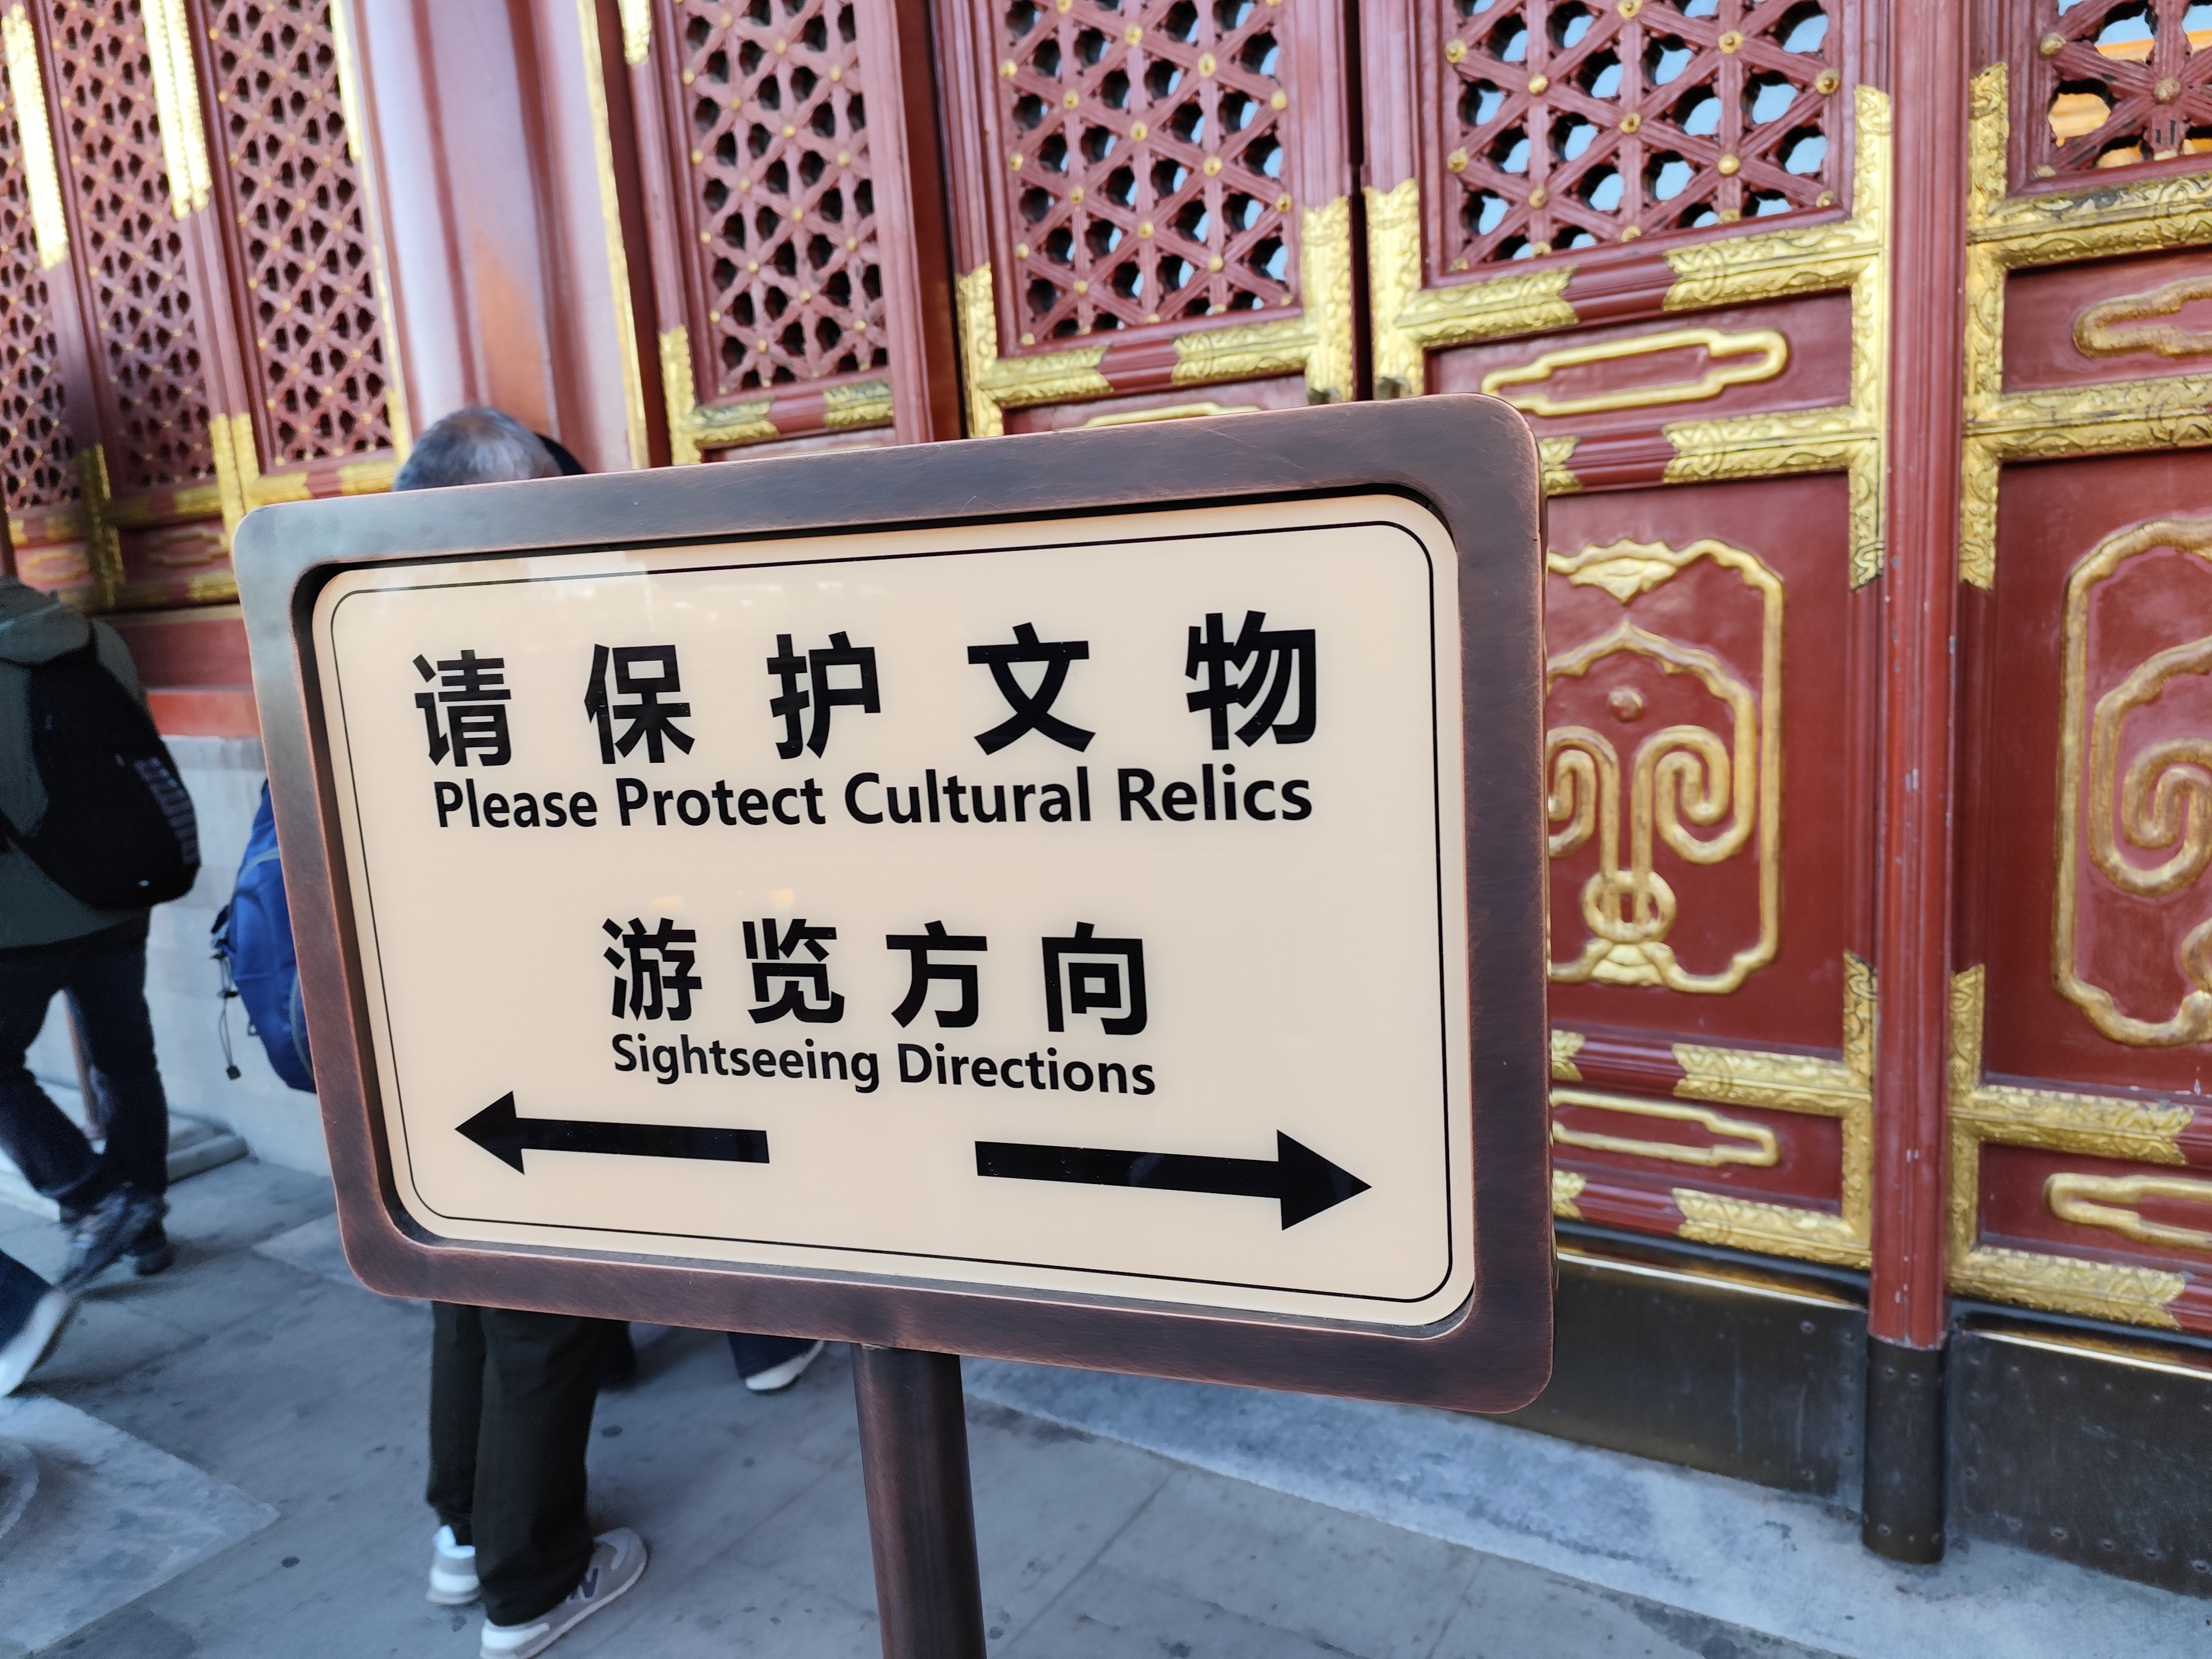 请保护文物
Please Protect Cultural Relics
游览方向
Sightseeing Directions